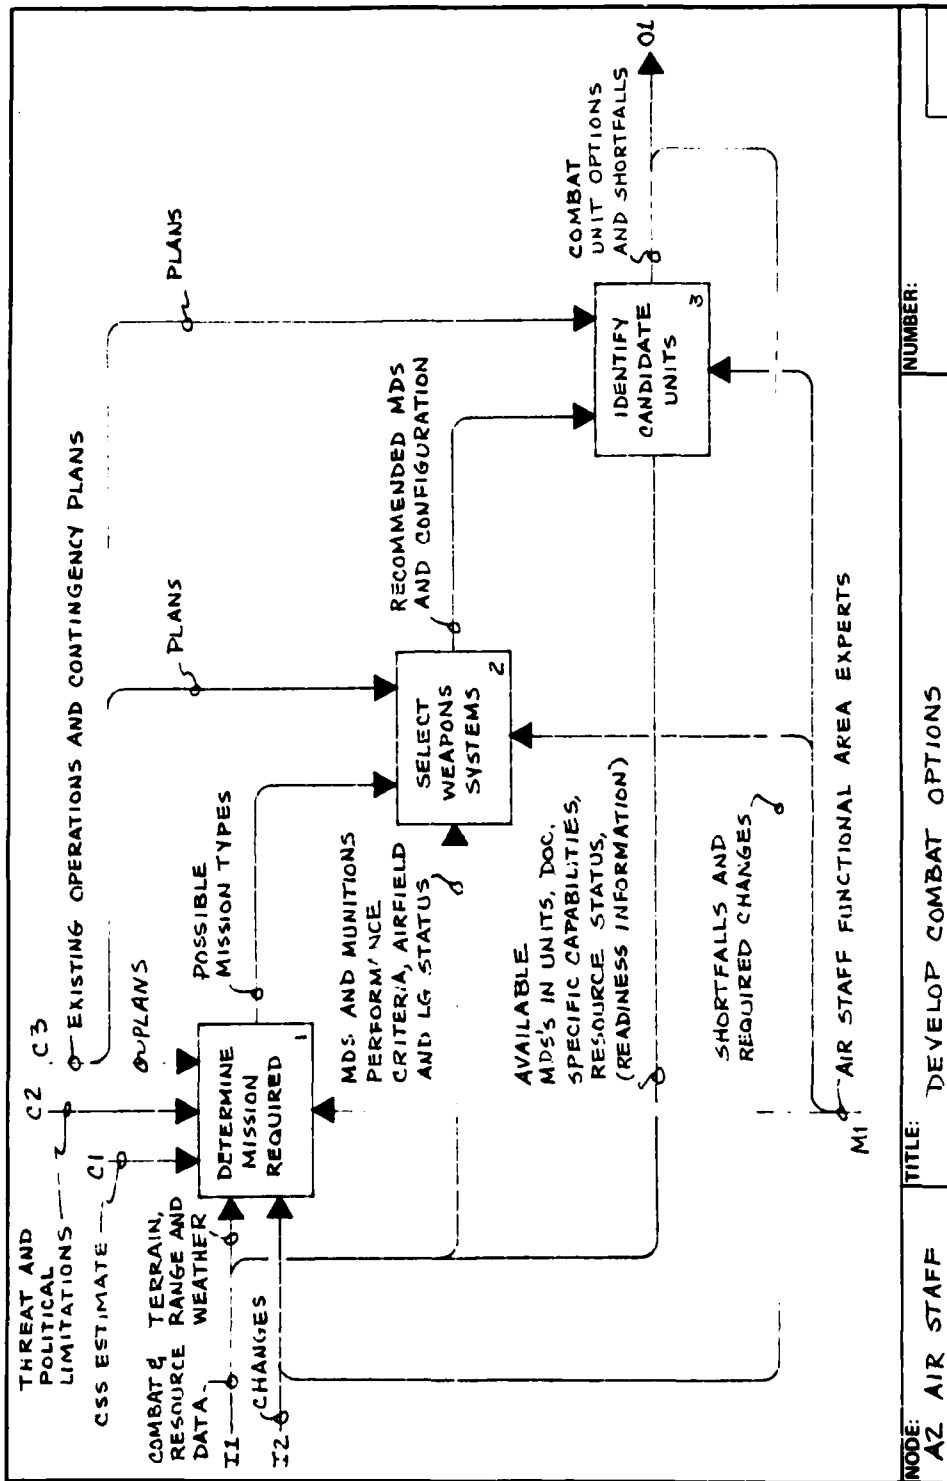 THREAT AND
POLITICAL
LIMITATIONS
C2
C3
EXISTING OPERATIONS AND CONTINGENCY PLANS
CSS ESTIMATE
C1
PLANS
PLANS
PLANS
COMBAT &
RESOURCE
DATA
TERRAIN,
RANGE AND
WEATHER
I1
I2
CHANGES
DETERMINE
MISSION
REQUIRED
1
POSSIBLE
MISSION TYPES
MDS AND MUNITIONS
PERFORMANCE
CRITERIA, AIRFIELD
AND LG STATUS
SELECT
WEAPONS
SYSTEMS
2
RECOMMENDED MDS
AND CONFIGURATION
AVAILABLE
MDS'S IN UNITS, DOC,
SPECIFIC CAPABILITIES,
RESOURCE STATUS,
(READINESS INFORMATION)
IDENTIFY
CANDIDATE
UNITS
3
COMBAT
UNIT OPTIONS
AND SHORTFALLS
O1
SHORTFALLS AND
REQUIRED CHANGES
M1
AIR STAFF FUNCTIONAL AREA EXPERTS
NODE:
A2 AIR STAFF
TITLE:
DEVELOP COMBAT OPTIONS
NUMBER: